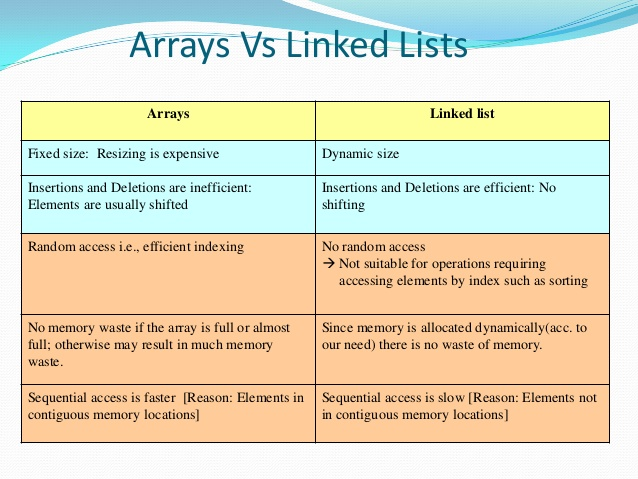 Arrays Vs Linked Lists
Arrays
Linked list
Fixed size: Resizing is expensive
Dynamic size
Insertions and Deletions are inefficient:
Elements are usually shifted
Insertions and Deletions are efficient: No
shifting
Random access i.e., efficient indexing
No random access
→ Not suitable for operations requiring
accessing elements by index such as sorting
No memory waste if the array is full or almost
full; otherwise may result in much memory
waste.
Since memory is allocated dynamically(acc. to
our need) there is no waste of memory.
Sequential access is faster [Reason: Elements in
contiguous memory locations]
Sequential access is slow [Reason: Elements not
in contiguous memory locations]